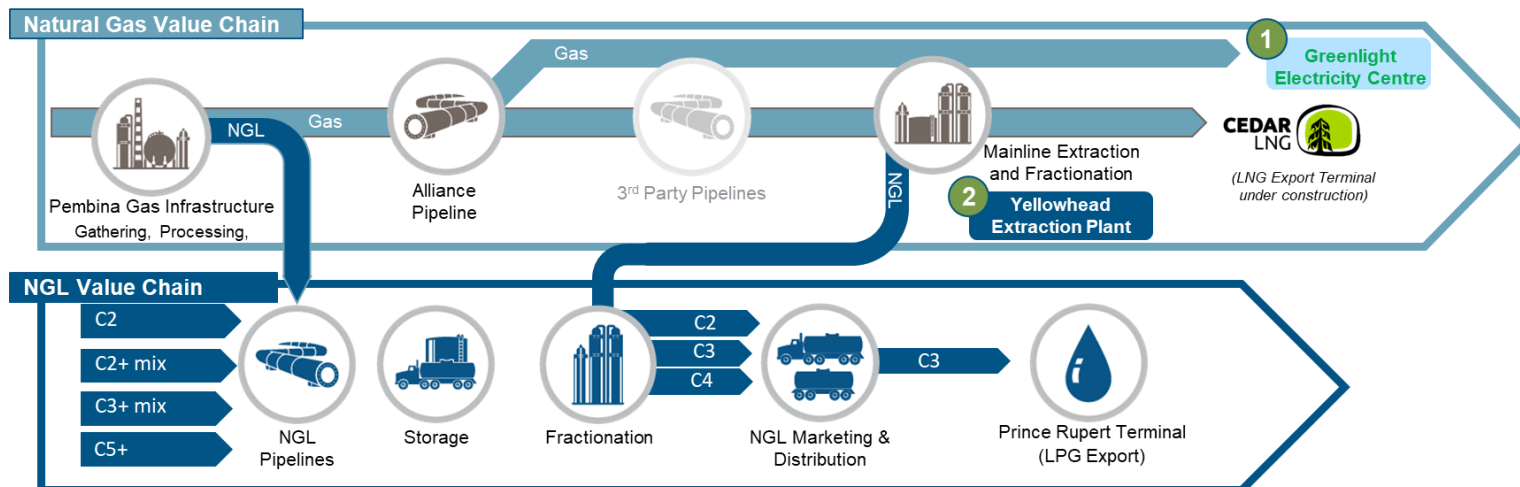 Natural Gas Value Chain
Gas
1
Greenlight
Electricity Centre
NGL
Gas
CEDAR
LNG
Pembina Gas Infrastructure
Gathering, Processing,
Alliance
Pipeline
3rd Party Pipelines
NGL
Mainline Extraction
and Fractionation
2
Yellowhead
Extraction Plant
(LNG Export Terminal
under construction)
NGL Value Chain
C2
C2+ mix
C3+ mix
C5+
NGL
Pipelines
Storage
Fractionation
C2
C3
C4
NGL Marketing &
Distribution
C3
Prince Rupert Terminal
(LPG Export)